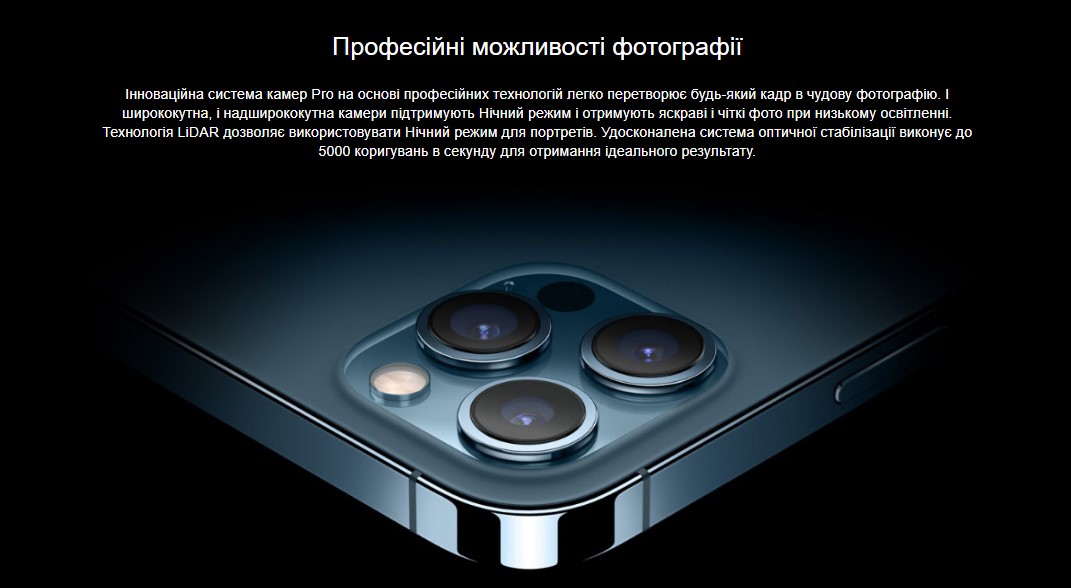 Професійні можливості фотографії
Інноваційна система камер Pro на основі професійних технологій легко перетворює будь-який кадр в чудову фотографію. І
ширококутна, і надширококутна камери підтримують Нічний режим і отримують яскраві і чіткі фото при низькому освітленні.
Технологія LiDAR дозволяє використовувати Нічний режим для портретів. Удосконалена система оптичної стабілізації виконує до
5000 коригувань в секунду для отримання ідеального результату.